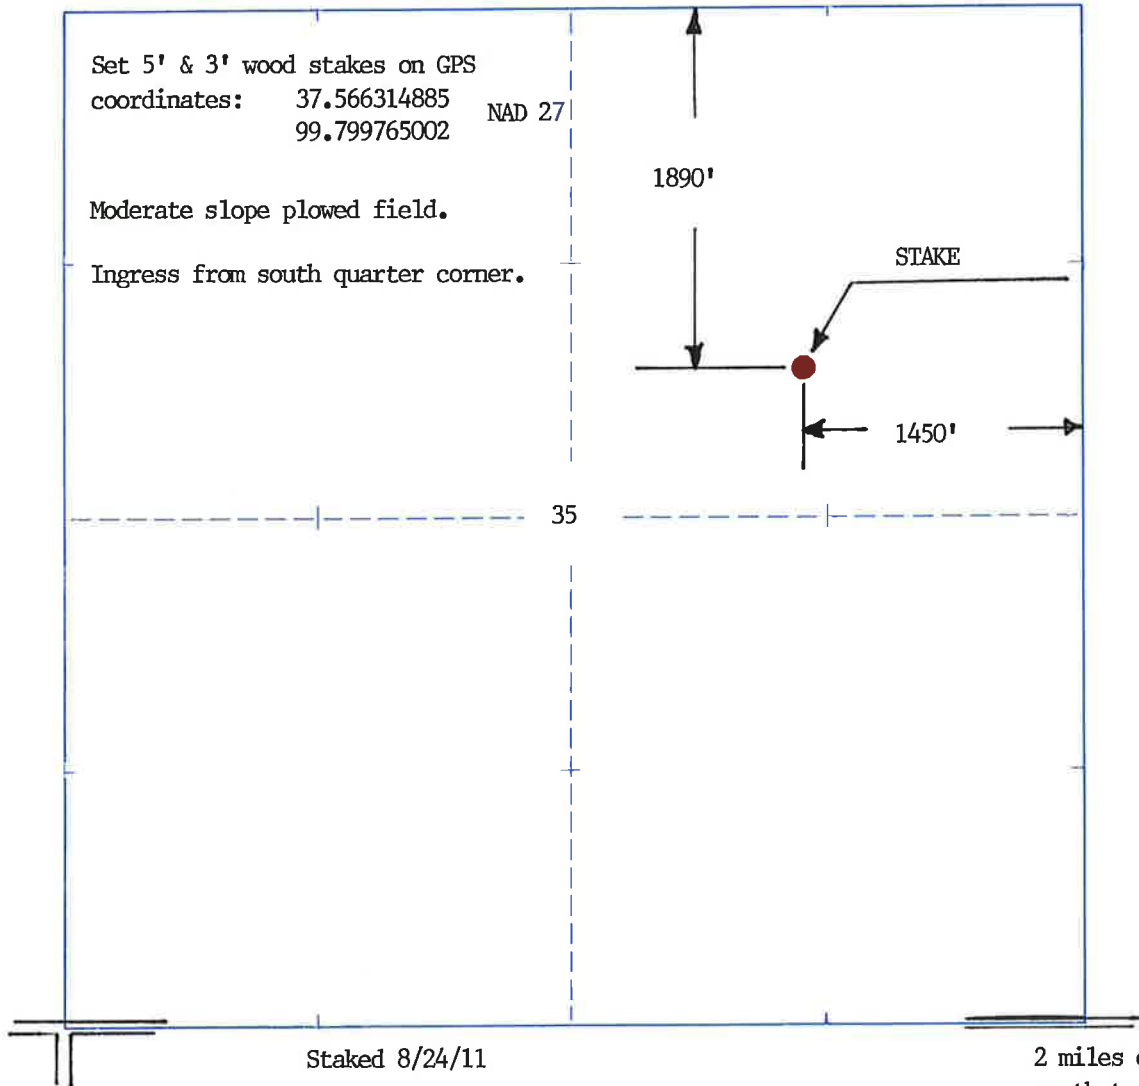 Set 5' & 3' wood stakes on GPS
coordinates: 37.566314885
NAD 27
99.799765002
1890'
Moderate slope plowed field.
STAKE
Ingress from south quarter corner.
1450'
35
Staked 8/24/11
2 miles